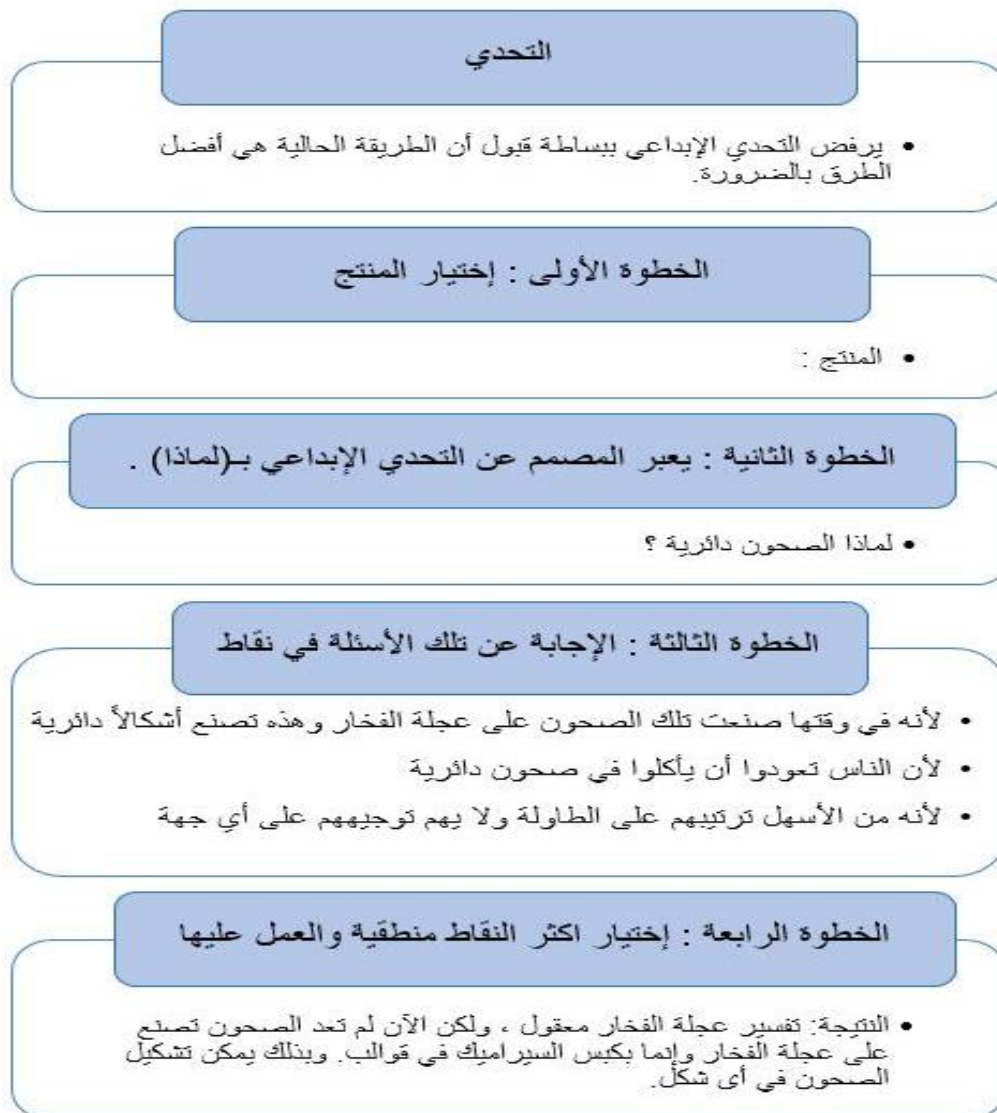 التحدي
• يرفض التحدي الإبداعي ببساطة قبول أن الطريقة الحالية هي أفضل
الطرق بالضرورة.
الخطوة الأولى : إختيار المنتج
• المنتج :
الخطوة الثانية : يعبر المصمم عن التحدي الإبداعي بـ(لماذا) .
• لماذا الصحون دائرية ؟
الخطوة الثالثة : الإجابة عن تلك الأسئلة في نقاط
• لأنه في وقتها صنعت تلك الصحون على عجلة الفخار وهذه تصنع أشكالاً دائرية
• لأن الناس تعودوا أن يأكلوا في صحون دائرية
• لأنه من الأسهل ترتيبهم على الطاولة ولا يهم توجيههم على أي جهة
الخطوة الرابعة : إختيار اكثر النقاط منطقية والعمل عليها
• النتيجة: تفسير عجلة الفخار معقول ، ولكن الآن لم تعد الصحون تصنع
على عجلة الفخار وإنما بكبس السيراميك في قوالب. وبذلك يمكن تشكيل
الصحون في أى شكل.